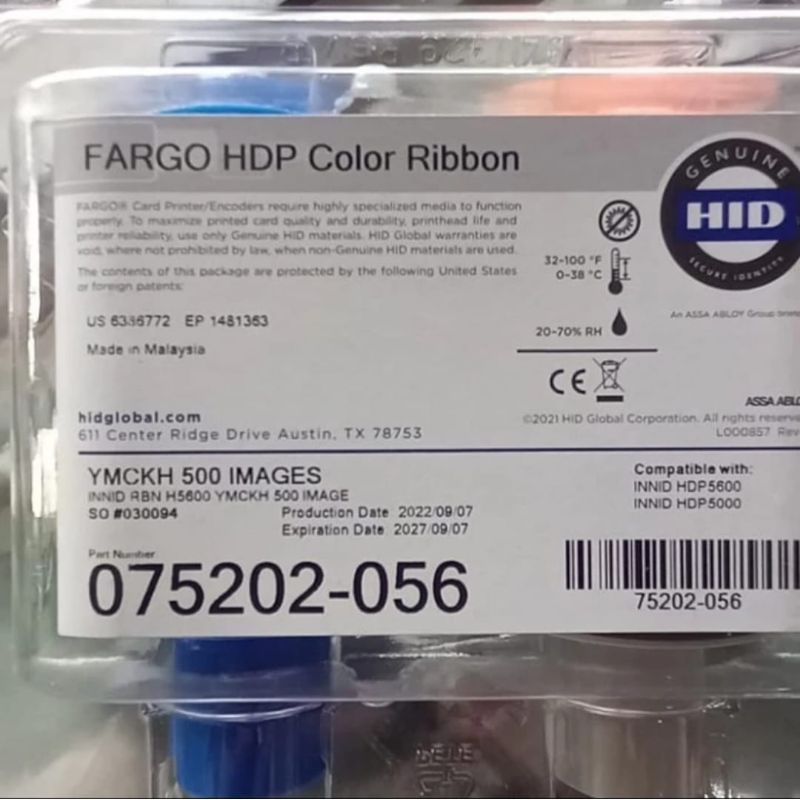 FARGO HDP Color Ribbon
GENUINE
HID
SECURE IDENTITY
FARGO® Card Printer/Encoders require highly specialized media to function
properly. To maximize printed card quality and durability, printhead life and
printer reliability, use only Genuine HID materials. HID Global warranties are
void, where not prohibited by law, when non-Genuine HID materials are used.
The contents of this package are protected by the following United States
or foreign patents:
US 6336772 EP 1481363
Made in Malaysia
32-100 °F
0-38 °C
20-70% RH
An ASSA ABLOY Group
CE
ASSA
hidglobal.com
611 Center Ridge Drive Austin, TX 78753
©2021 HID Global Corporation. All rights
L000857 Rev
YMCKH 500 IMAGES
INNID RBN H5600 YMCKH 500 IMAGE
SO #030094
Production Date 2022/09/07
Expiration Date 2027/09/07
Compatible with:
INNID HDP5600
INNID HDP5000
Part Number
075202-056
75202-056